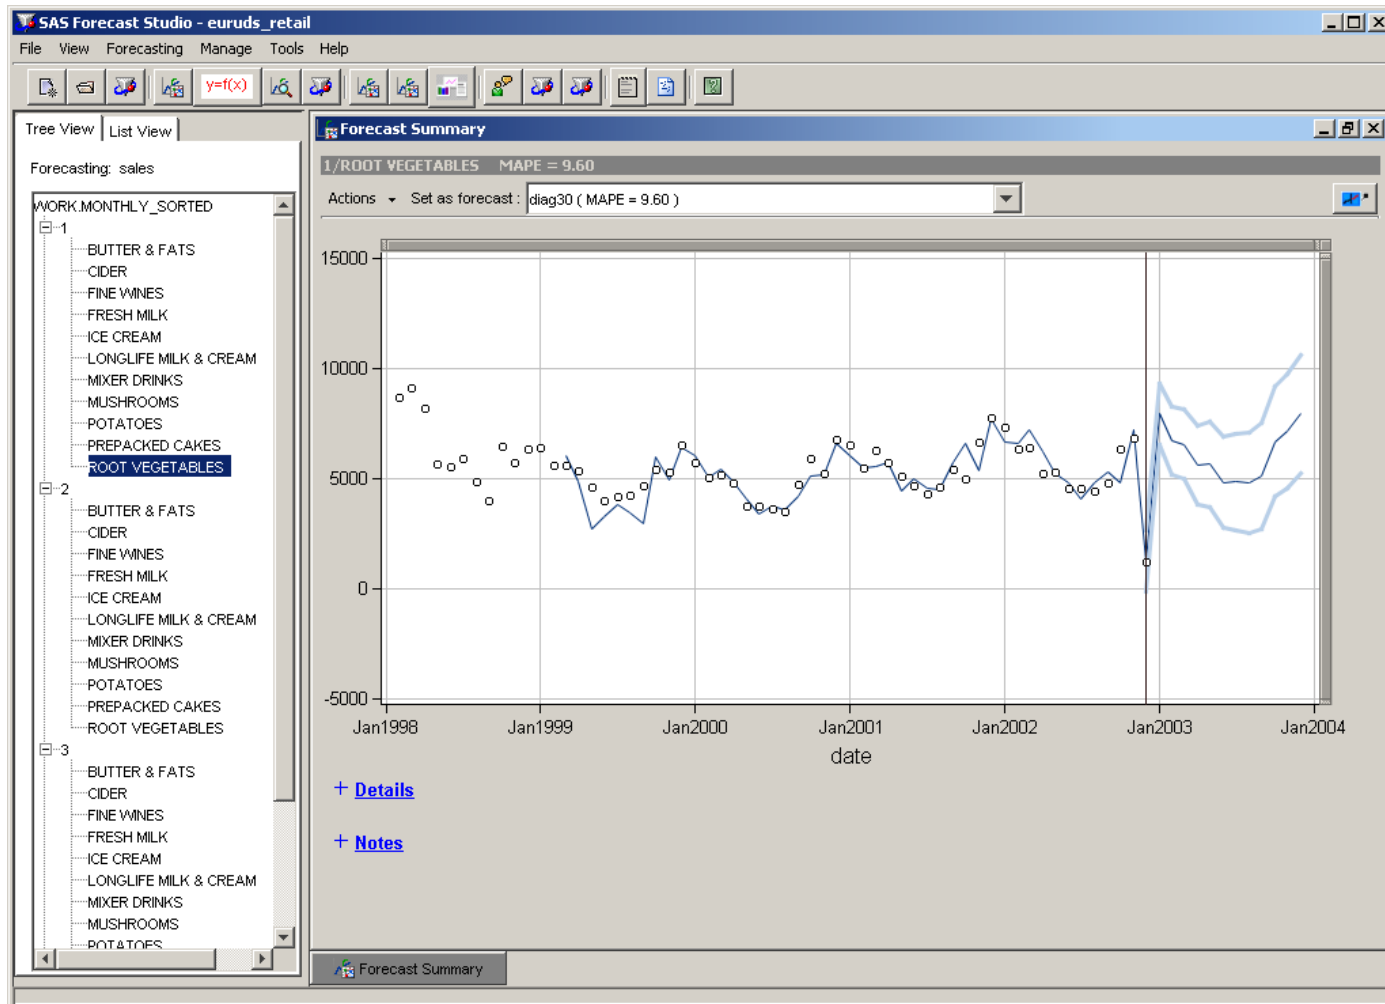 SAS Forecast Studio - euruds_retail
File View Forecasting Manage Tools Help
y=f(x)
Tree View List View
Forecasting: sales
WORK.MONTHLY_SORTED
1
BUTTER & FATS
CIDER
FINE WINES
FRESH MILK
ICE CREAM
LONGLIFE MILK & CREAM
MIXER DRINKS
MUSHROOMS
POTATOES
PREPACKED CAKES
ROOT VEGETABLES
2
BUTTER & FATS
CIDER
FINE WINES
FRESH MILK
ICE CREAM
LONGLIFE MILK & CREAM
MIXER DRINKS
MUSHROOMS
POTATOES
PREPACKED CAKES
ROOT VEGETABLES
3
BUTTER & FATS
CIDER
FINE WINES
FRESH MILK
ICE CREAM
LONGLIFE MILK & CREAM
MIXER DRINKS
MUSHROOMS
POTATOES
Forecast Summary
1/ROOT VEGETABLES MAPE = 9.60
Actions Set as forecast : diag30 ( MAPE = 9.60 )
15000
10000
5000
0
-5000
Jan1998 Jan1999 Jan2000 Jan2001 Jan2002 Jan2003 Jan2004
date
+ Details
+ Notes
Forecast Summary